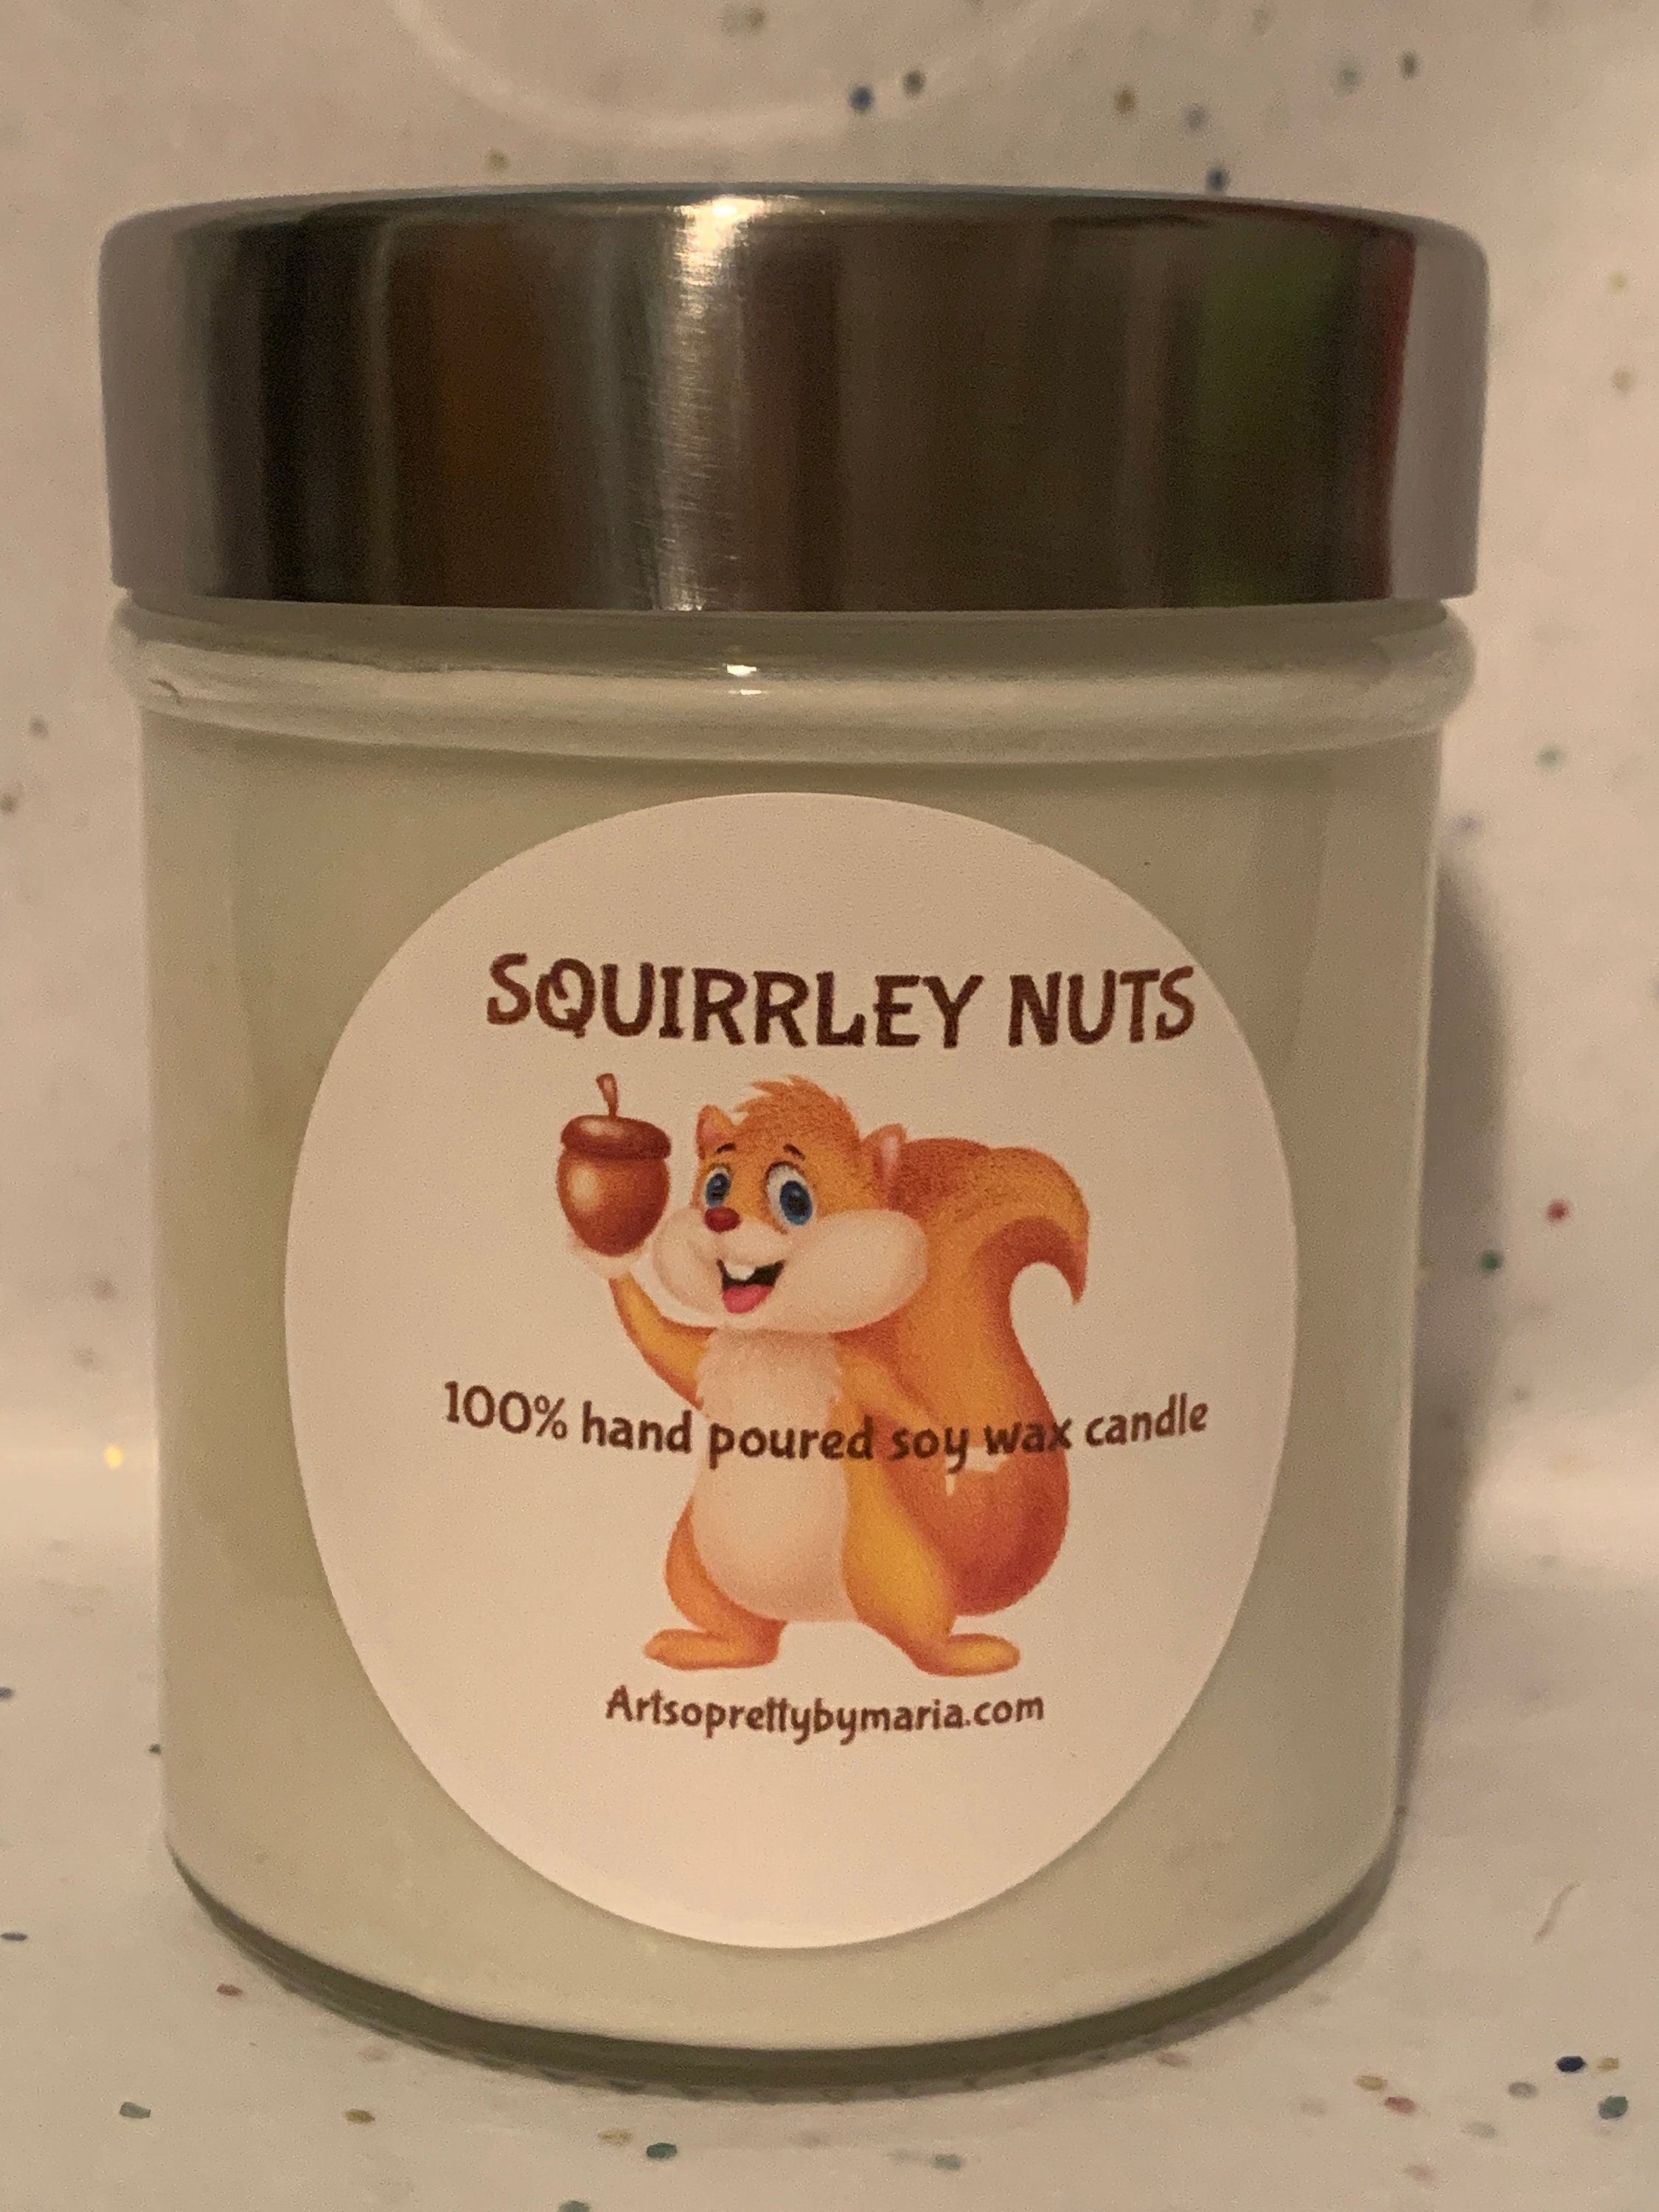 SQUIRRLEY NUTS
100% hand poured soy wax candle
Artsoprettybymaria.com